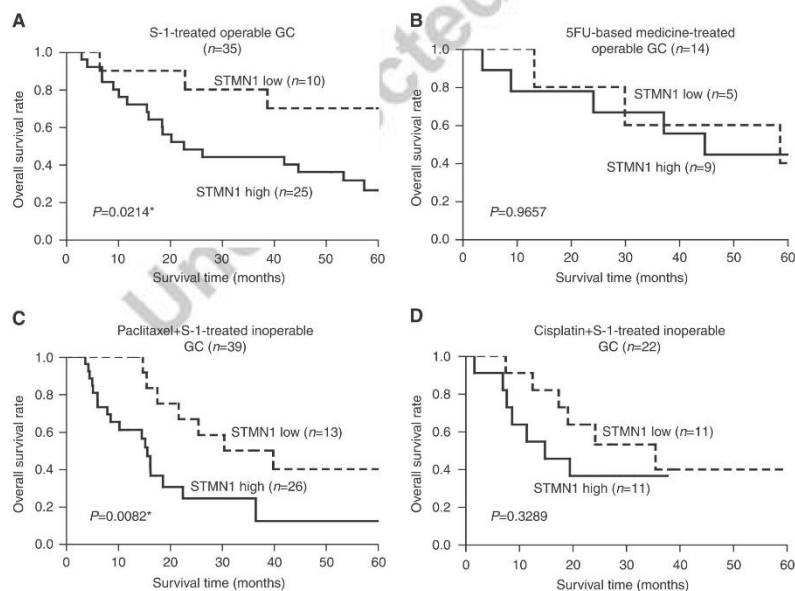 A
S-1-treated operable GC
(n=35)
Overall survival rate
1.0
0.8
0.6
0.4
0.2
0.0
STMN1 low (n=10)
STMN1 high (n=25)
P=0.0214*
0 10 20 30 40 50 60
Survival time (months)
B
5FU-based medicine-treated
operable GC (n=14)
Overall survival rate
1.0
0.8
0.6
0.4
0.2
0.0
STMN1 low (n=5)
STMN1 high (n=9)
P=0.9657
0 10 20 30 40 50 60
Survival time (months)
C
Paclitaxel+S-1-treated inoperable
GC (n=39)
Overall survival rate
1.0
0.8
0.6
0.4
0.2
0.0
STMN1 low (n=13)
STMN1 high (n=26)
P=0.0082*
0 10 20 30 40 50 60
Survival time (months)
D
Cisplatin+S-1-treated inoperable
GC (n=22)
Overall survival rate
1.0
0.8
0.6
0.4
0.2
0.0
STMN1 low (n=11)
STMN1 high (n=11)
P=0.3289
0 10 20 30 40 50 60
Survival time (months)